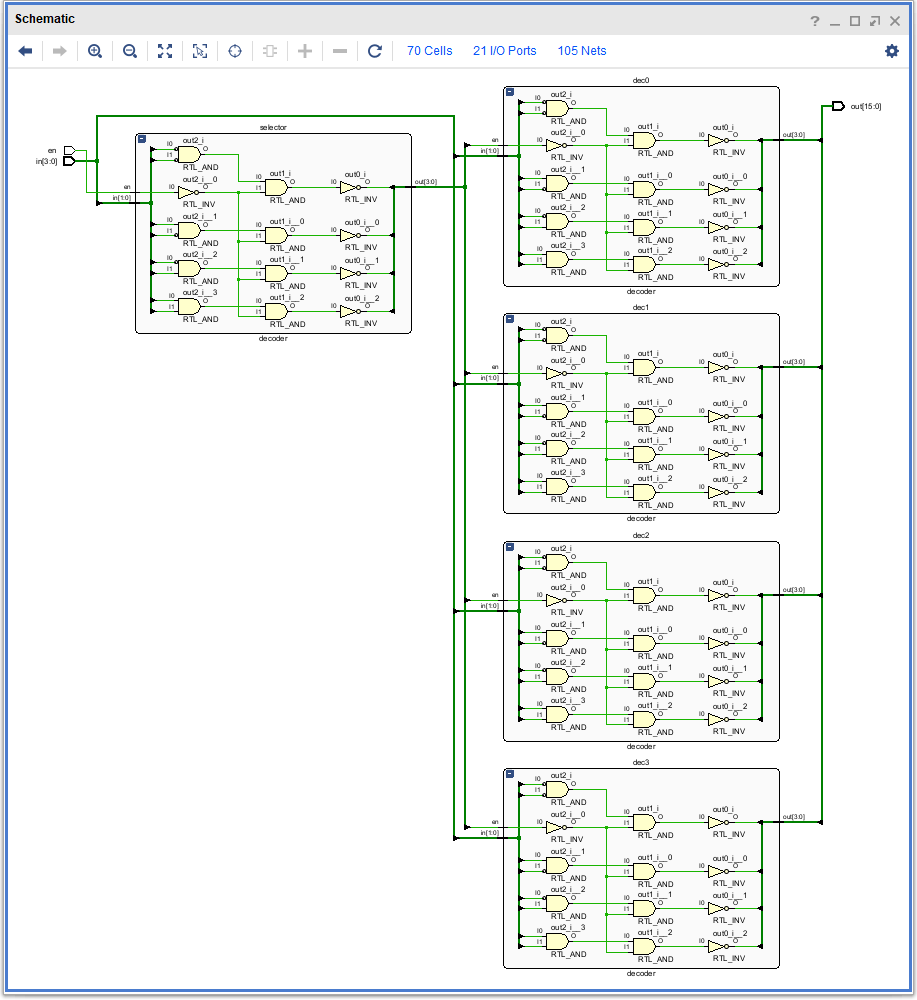 Schematic
70 Cells 21 I/O Ports 105 Nets
en
in[3:0]
selector
out2_i
I0 O
I1 out1_i out0_i
RTL_AND
en out2_i__0 I0 O I0 O out[3:0]
I0 O I1
in[1:0] RTL_INV RTL_AND RTL_INV
out2_i__1
I0 O out1_i__0 out0_i__0
I1 I0 O I0 O
RTL_AND I1
RTL_AND RTL_INV
out2_i__2
I0 O out1_i__1 out0_i__1
I1 I0 O I0 O
RTL_AND I1
RTL_AND RTL_INV
out2_i__3
I0 O out1_i__2 out0_i__2
I1 I0 O I0 O
RTL_AND I1
RTL_AND RTL_INV
decoder
dec0
out2_i
I0 O
I1 out1_i out0_i
RTL_AND
en out2_i__0 I0 O I0 O out[3:0]
I0 O I1
in[1:0] RTL_INV RTL_AND RTL_INV
out2_i__1
I0 O out1_i__0 out0_i__0
I1 I0 O I0 O
RTL_AND I1
RTL_AND RTL_INV
out2_i__2
I0 O out1_i__1 out0_i__1
I1 I0 O I0 O
RTL_AND I1
RTL_AND RTL_INV
out2_i__3
I0 O out1_i__2 out0_i__2
I1 I0 O I0 O
RTL_AND I1
RTL_AND RTL_INV
decoder
out[15:0]
dec1
out2_i
I0 O
I1 out1_i out0_i
RTL_AND
en out2_i__0 I0 O I0 O out[3:0]
I0 O I1
in[1:0] RTL_INV RTL_AND RTL_INV
out2_i__1
I0 O out1_i__0 out0_i__0
I1 I0 O I0 O
RTL_AND I1
RTL_AND RTL_INV
out2_i__2
I0 O out1_i__1 out0_i__1
I1 I0 O I0 O
RTL_AND I1
RTL_AND RTL_INV
out2_i__3
I0 O out1_i__2 out0_i__2
I1 I0 O I0 O
RTL_AND I1
RTL_AND RTL_INV
decoder
dec2
out2_i
I0 O
I1 out1_i out0_i
RTL_AND
en out2_i__0 I0 O I0 O out[3:0]
I0 O I1
in[1:0] RTL_INV RTL_AND RTL_INV
out2_i__1
I0 O out1_i__0 out0_i__0
I1 I0 O I0 O
RTL_AND I1
RTL_AND RTL_INV
out2_i__2
I0 O out1_i__1 out0_i__1
I1 I0 O I0 O
RTL_AND I1
RTL_AND RTL_INV
out2_i__3
I0 O out1_i__2 out0_i__2
I1 I0 O I0 O
RTL_AND I1
RTL_AND RTL_INV
decoder
dec3
out2_i
I0 O
I1 out1_i out0_i
RTL_AND
en out2_i__0 I0 O I0 O out[3:0]
I0 O I1
in[1:0] RTL_INV RTL_AND RTL_INV
out2_i__1
I0 O out1_i__0 out0_i__0
I1 I0 O I0 O
RTL_AND I1
RTL_AND RTL_INV
out2_i__2
I0 O out1_i__1 out0_i__1
I1 I0 O I0 O
RTL_AND I1
RTL_AND RTL_INV
out2_i__3
I0 O out1_i__2 out0_i__2
I1 I0 O I0 O
RTL_AND I1
RTL_AND RTL_INV
decoder